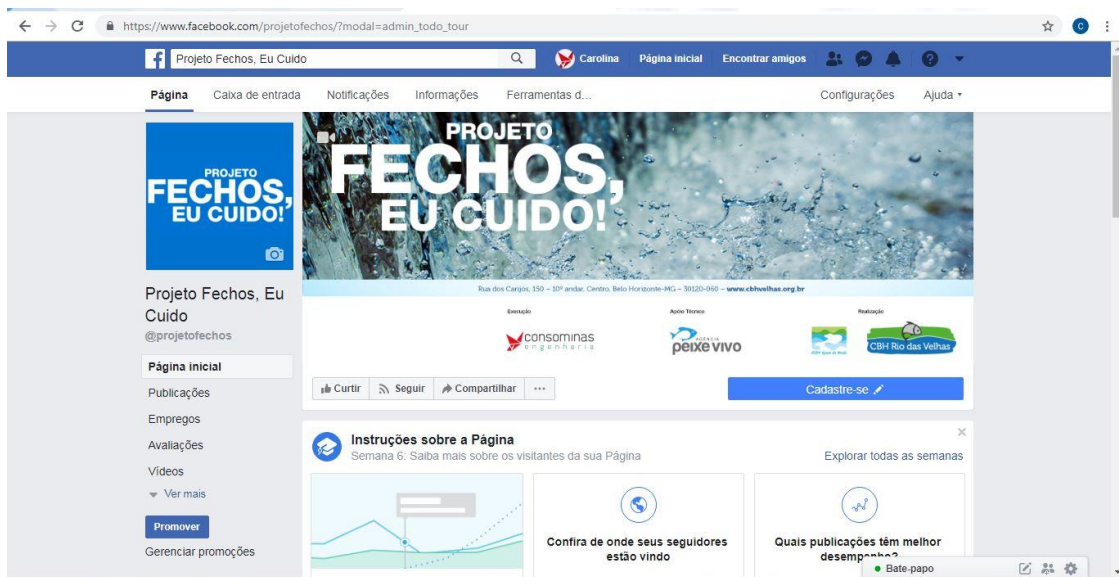 https://www.facebook.com/projetofechos/?modal=admin_todo_tour
C
Projeto Fechos, Eu Cuido
Carolina
Página inicial
Encontrar amigos
Página
Caixa de entrada
Notificações
Informações
Ferramentas d...
Configurações
Ajuda
PROJETO
FECHOS,
EU CUIDO!
PROJETO
FECHOS,
EU CUIDO!
Rua dos Carijós, 150 – 10º andar, Centro, Belo Horizonte-MG – 30120-060 – www.cbhvelhas.org.br
Execução
Apoio Técnico
Realização
consominas
engenharia
AGÊNCIA
peixe vivo
CBH Rio das Velhas
Projeto Fechos, Eu
Cuido
@projetofechos
Página inicial
Publicações
Empregos
Avaliações
Vídeos
Ver mais
Promover
Gerenciar promoções
Curtir
Seguir
Compartilhar
...
Cadastre-se
Instruções sobre a Página
Semana 6: Saiba mais sobre os visitantes da sua Página
Explorar todas as semanas
Confira de onde seus seguidores
estão vindo
Quais publicações têm melhor
desempenho?
Bate-papo